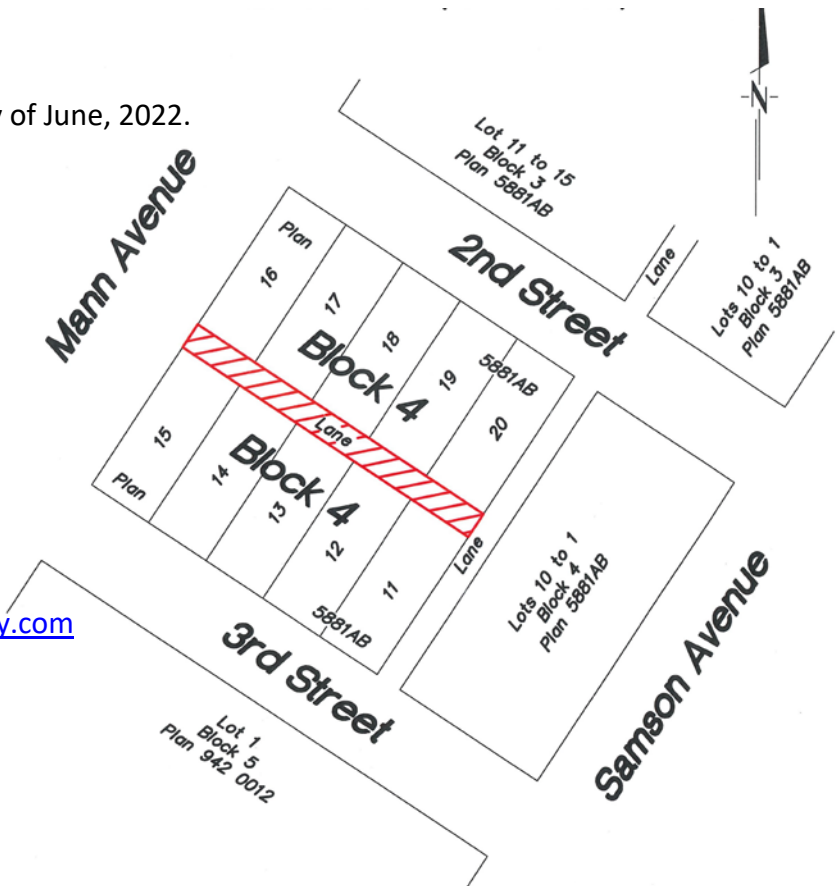 y of June, 2022.
N
Mann Avenue
Lot 11 to 15
Block 3
Plan 5881AB
2nd Street
Lane
Lots 10 to 1
Block 3
Plan 5881AB
Plan
16
17
18
19
5881AB
20
Block 4
Lane
15
Plan
14
13
12
11
5881AB
Block 4
Lane
Lots 10 to 1
Block 4
Plan 5881AB
Samson Avenue
y.com
3rd Street
Lot 1
Block 5
Plan 942 0012